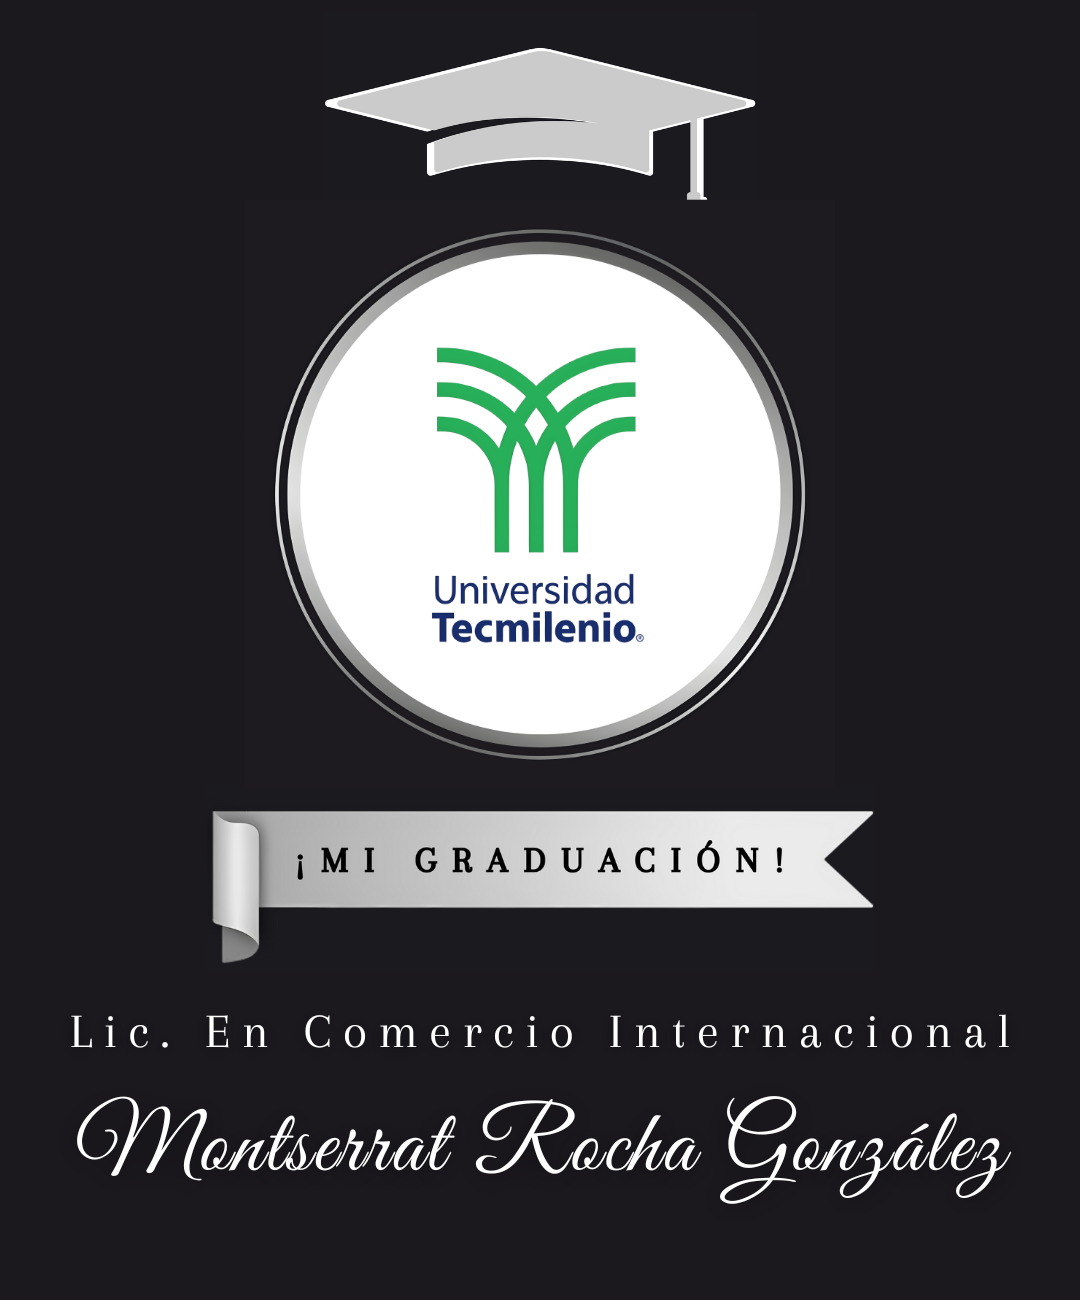 Universidad
Tecmilenio®
¡MI GRADUACIÓN!
Lic. En Comercio Internacional
Montserrat Rocha González